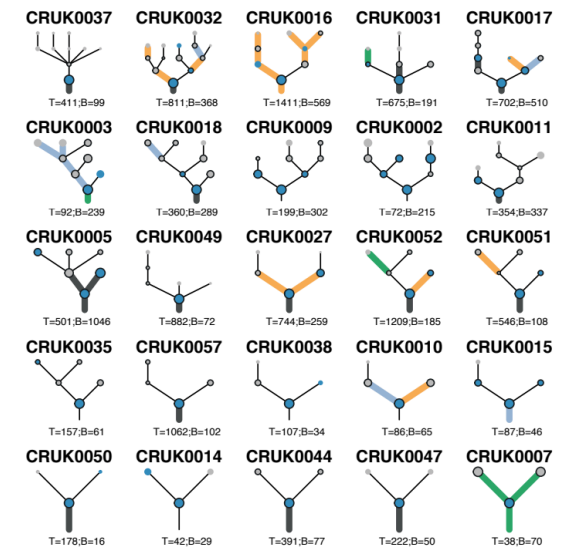 CRUK0037 CRUK0032 CRUK0016 CRUK0031 CRUK0017
T=411;B=99 T=811;B=368 T=1411;B=569 T=675;B=191 T=702;B=510
CRUK0003 CRUK0018 CRUK0009 CRUK0002 CRUK0011
T=92;B=239 T=360;B=289 T=199;B=302 T=72;B=215 T=354;B=337
CRUK0005 CRUK0049 CRUK0027 CRUK0052 CRUK0051
T=501;B=1046 T=882;B=72 T=744;B=259 T=1209;B=185 T=546;B=108
CRUK0035 CRUK0057 CRUK0038 CRUK0010 CRUK0015
T=157;B=61 T=1062;B=102 T=107;B=34 T=86;B=65 T=87;B=46
CRUK0050 CRUK0014 CRUK0044 CRUK0047 CRUK0007
T=178;B=16 T=42;B=29 T=391;B=77 T=222;B=50 T=38;B=70